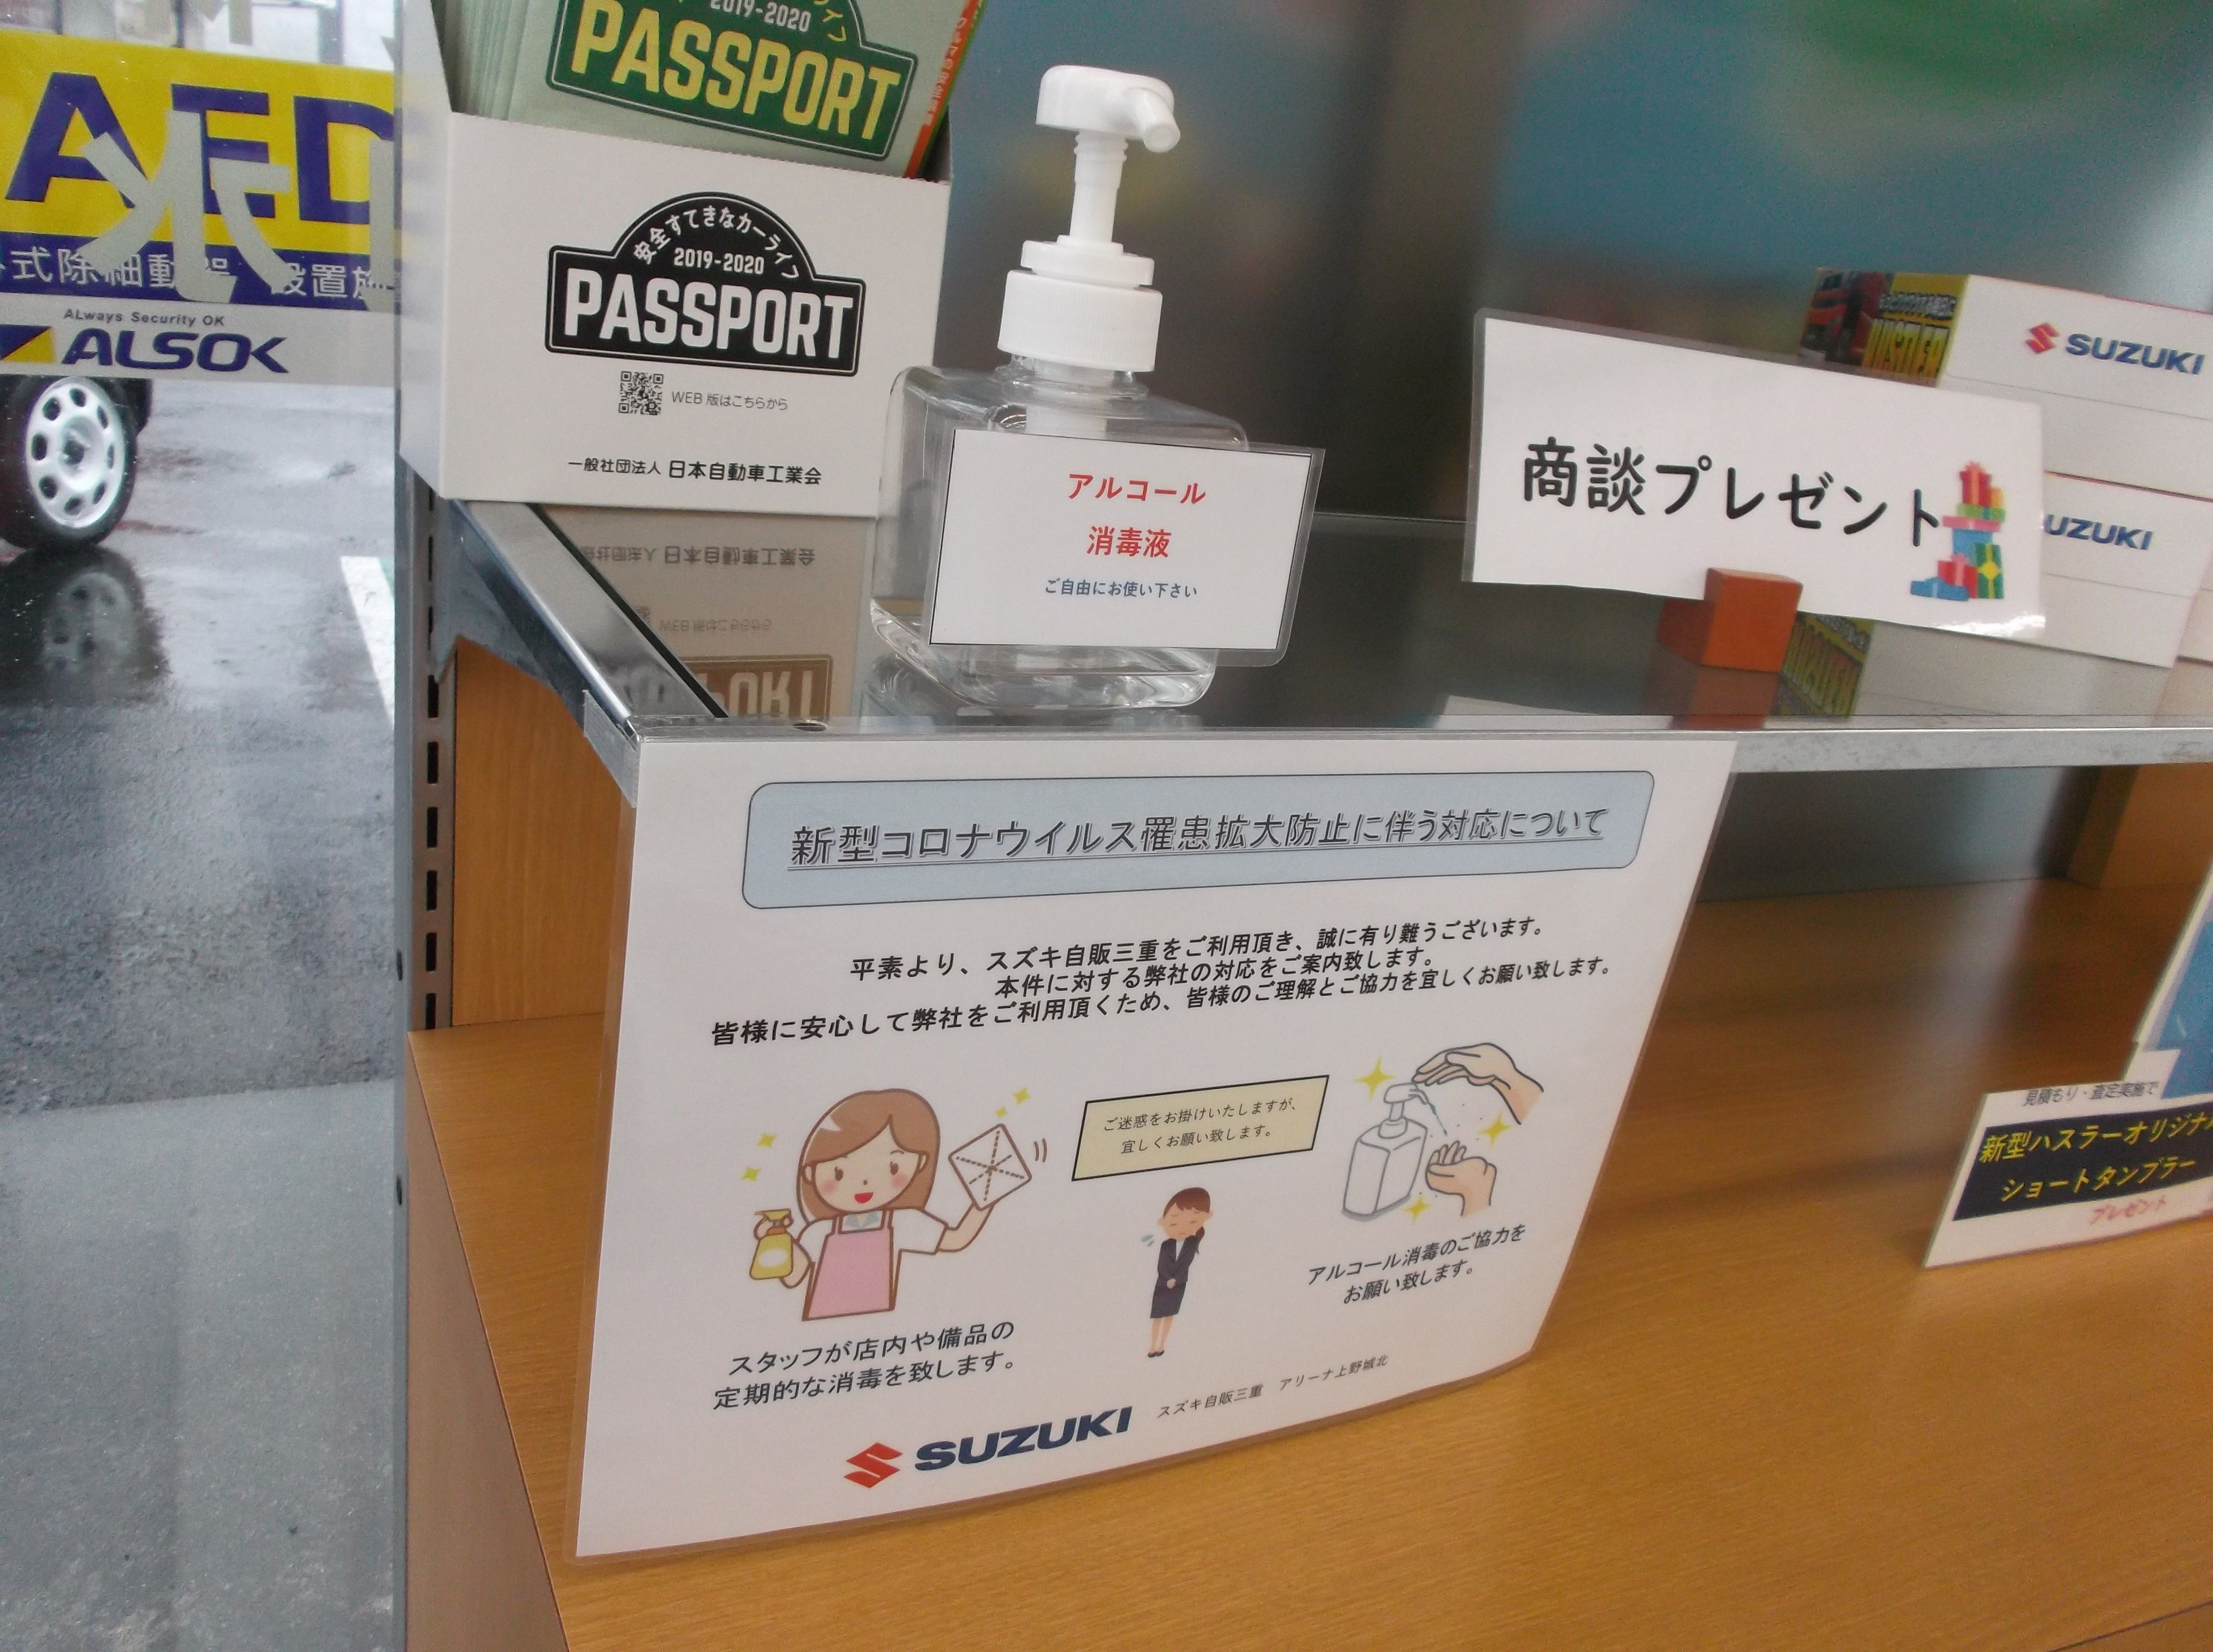 2019-2020
PASSPORT
AED
式除細動器 設置施
ALways Security OK
ALSOK
安全すてきなカーライフ
2019-2020
PASSPORT
WEB 版はこちらから
一般社団法人 日本自動車工業会
アルコール
消毒液
ご自由にお使い下さい
SUZUKI
商談プレゼント
UZUKI
新型コロナウイルス罹患拡大防止に伴う対応について
平素より、スズキ自販三重をご利用頂き、誠に有り難うございます。
本件に対する弊社の対応をご案内致します。
皆様に安心して弊社をご利用頂くため、皆様のご理解とご協力を宜しくお願い致します。
ご迷惑をお掛けいたしますが、
宜しくお願い致します。
アルコール消毒のご協力を
お願い致します。
スタッフが店内や備品の
定期的な消毒を致します。
SUZUKI
スズキ自販三重 アリーナ上野城北
見積もり・査定実施で
新型ハスラーオリジナル
ショートタンブラー
プレゼント